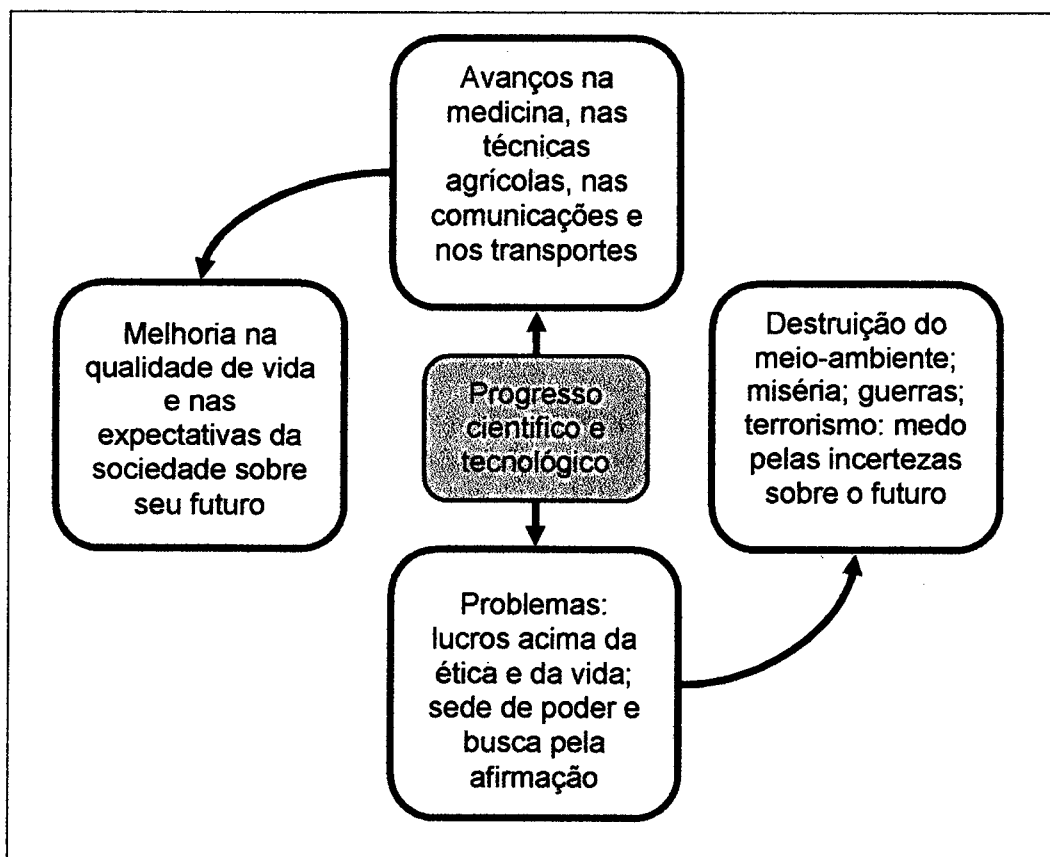 Avanços na
medicina, nas
técnicas
agrícolas, nas
comunicações e
nos transportes
Melhoria na
qualidade de vida
e nas
expectativas da
sociedade sobre
seu futuro
Progresso
científico e
tecnológico
Destruição do
meio-ambiente;
miséria; guerras;
terrorismo: medo
pelas incertezas
sobre o futuro
Problemas:
lucros acima da
ética e da vida;
sede de poder e
busca pela
afirmação